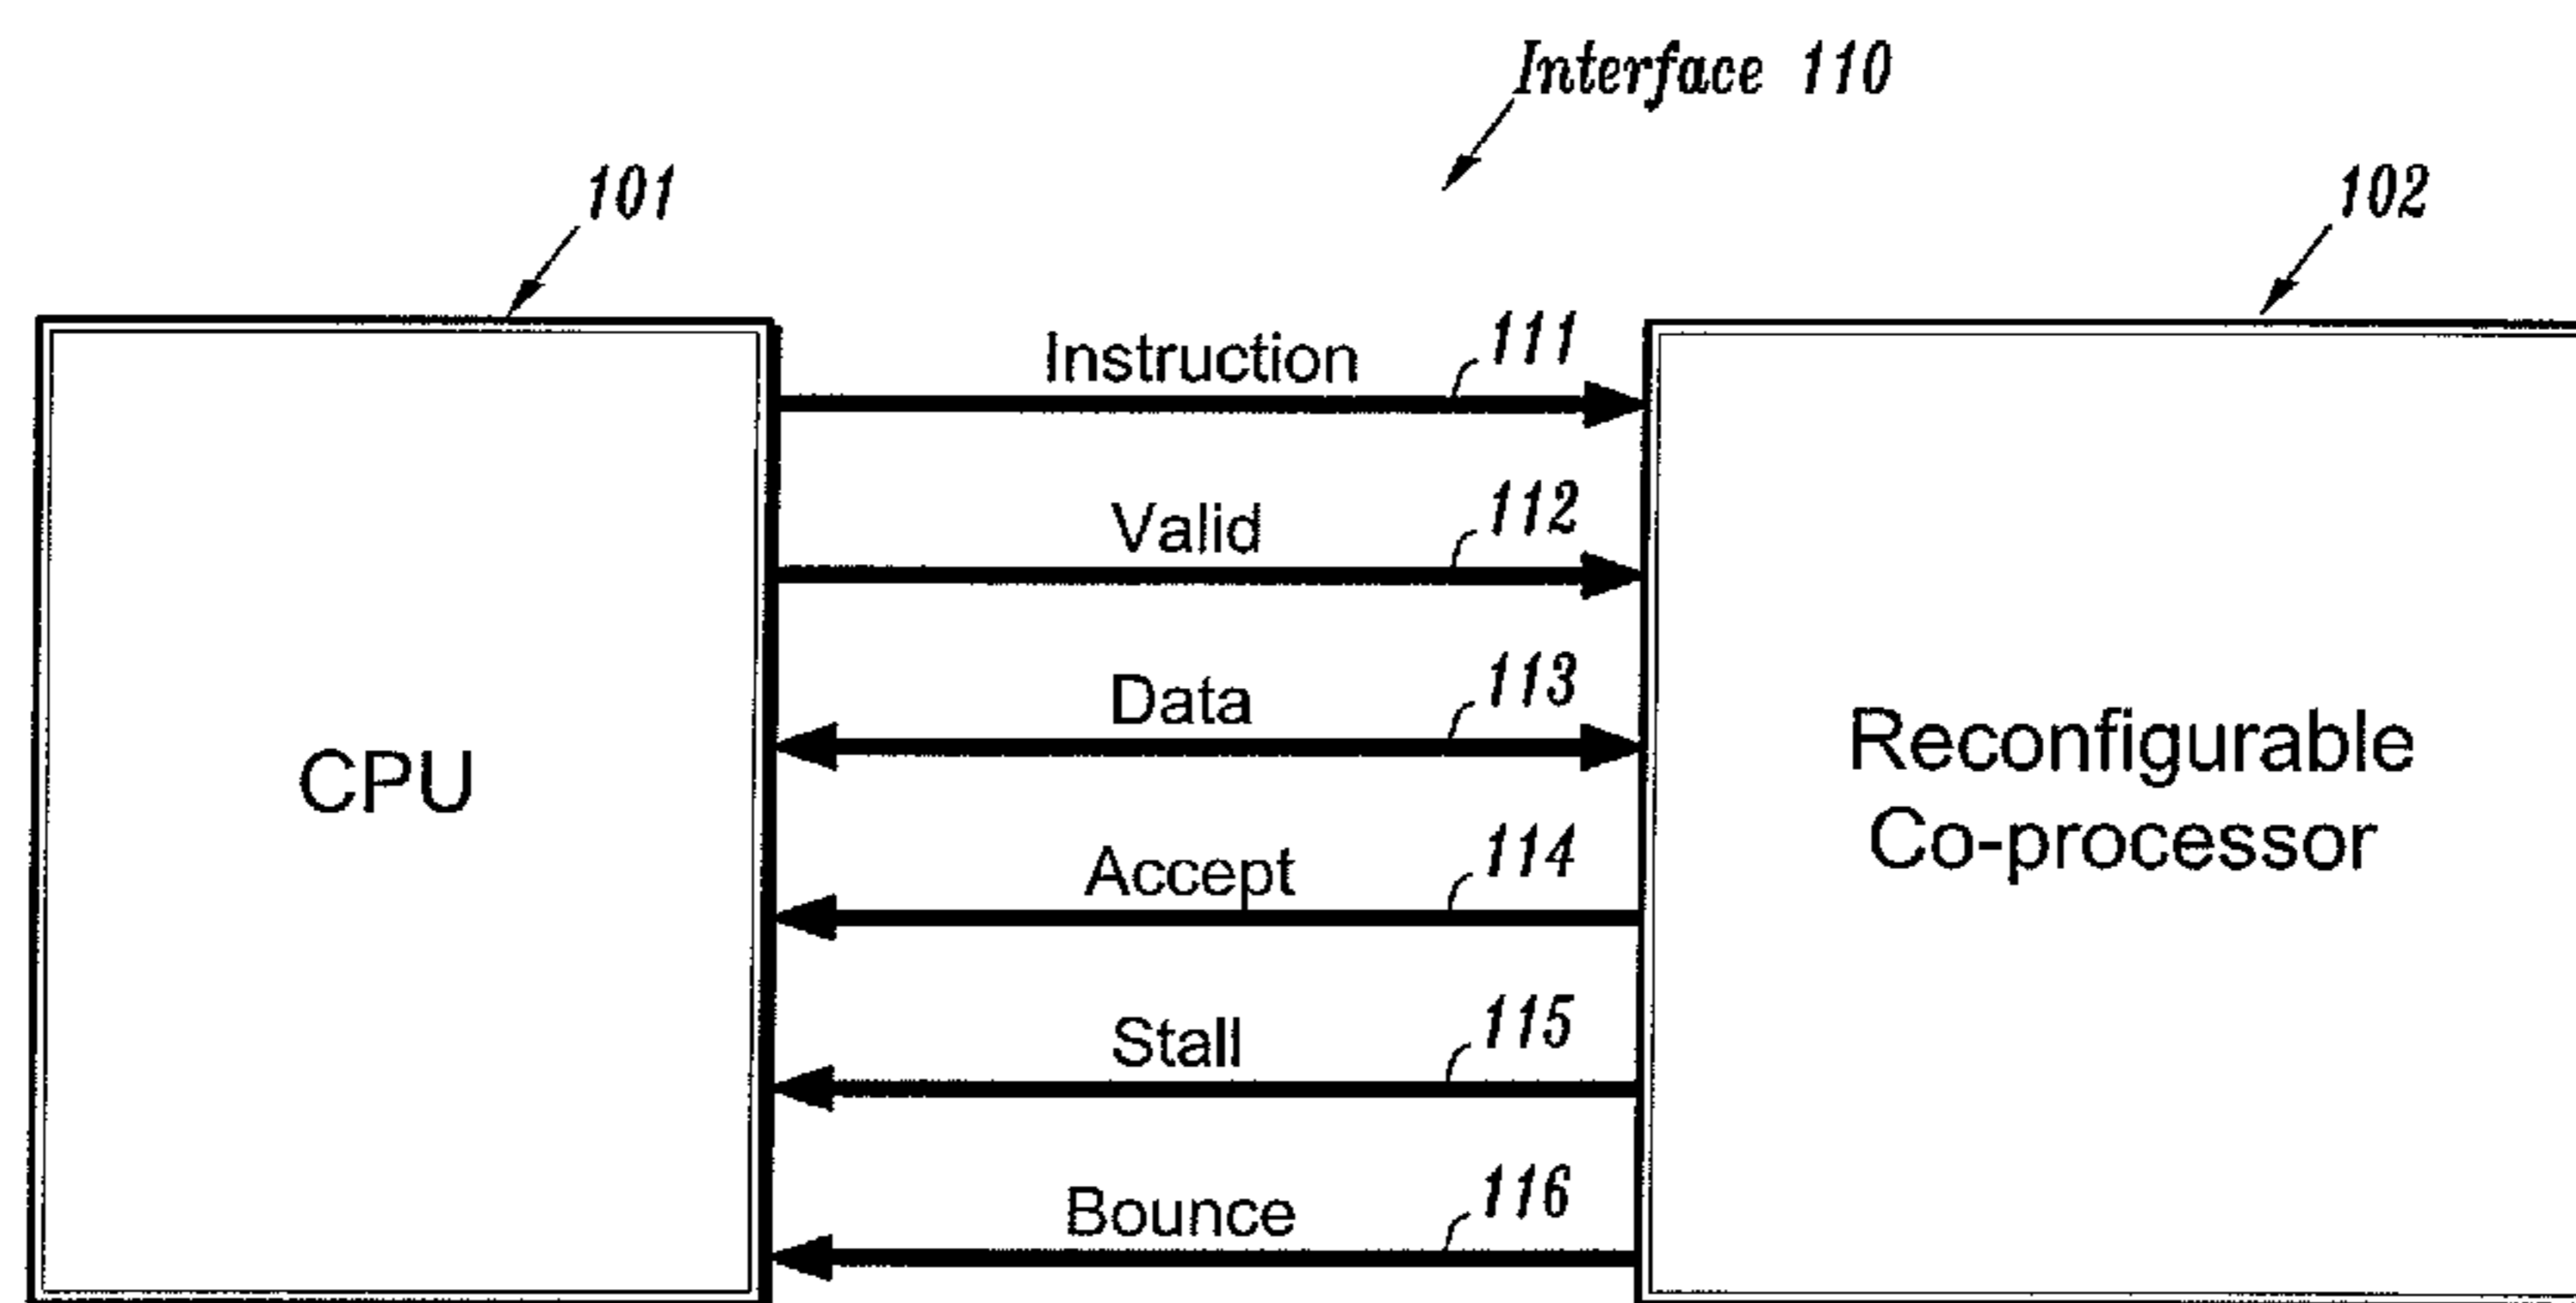 Interface 110
101
102
Instruction
111
Valid
112
Data
113
Accept
114
Stall
115
Bounce
116
CPU
Reconfigurable
Co-processor